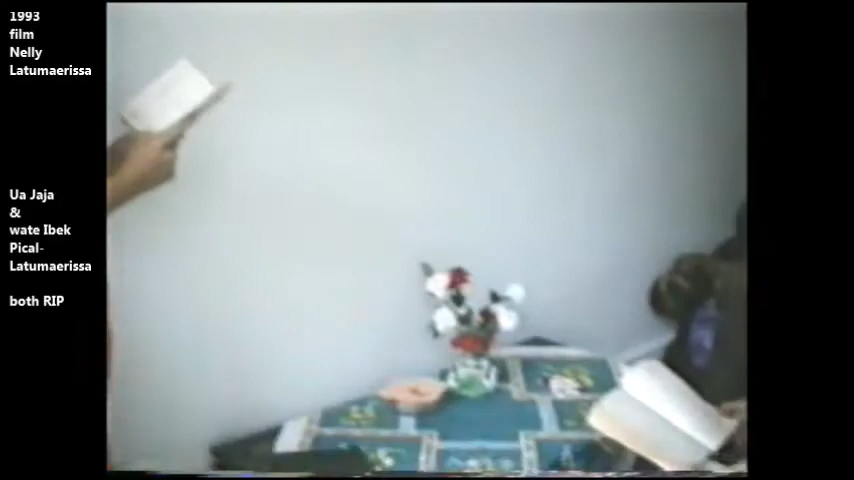 1993
film
Nelly
Latumaerissa
Ua Jaja
&
wate Ibek
Pical-
Latumaerissa
both RIP